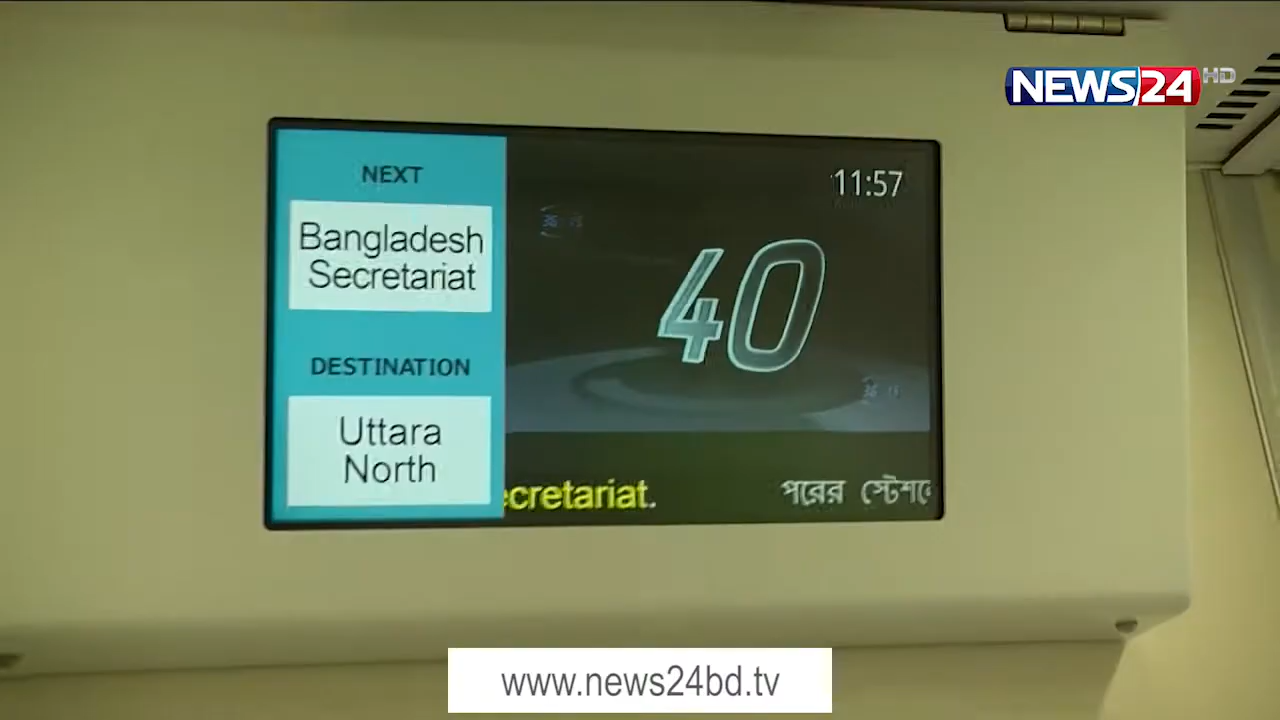 NEWS24 HD
NEXT
Bangladesh
Secretariat
DESTINATION
Uttara
North
11:57
40
ecretariat.
পরের
www.news24bd.tv